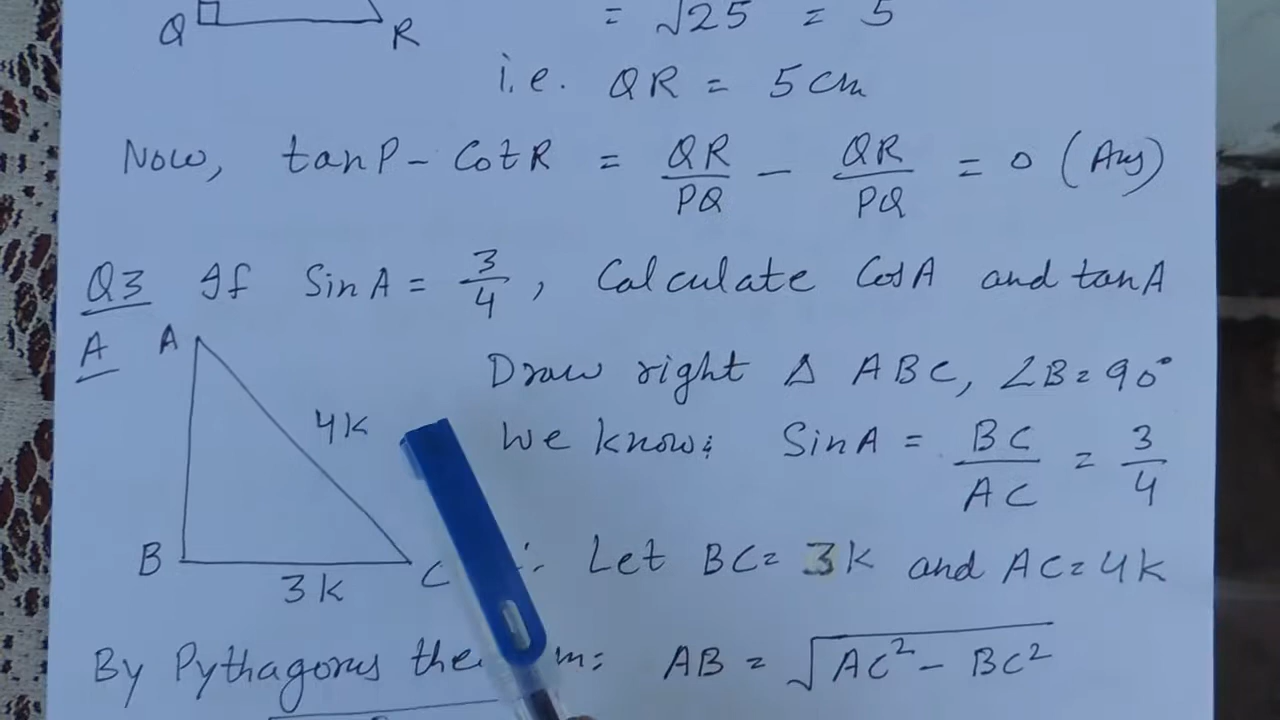 Q R = √25 = 5
i.e. QR = 5 cm
Now, tanP - CotR = QR/PQ - QR/PQ = 0 (Ans)
Q3 If SinA = 3/4, Calculate CosA and tanA
A
A
Draw right Δ ABC, ∠B = 90°
4k
We know: SinA = BC/AC = 3/4
B C
3k
∴ Let BC = 3k and AC = 4k
By Pythagorus AB = √AC² - BC²